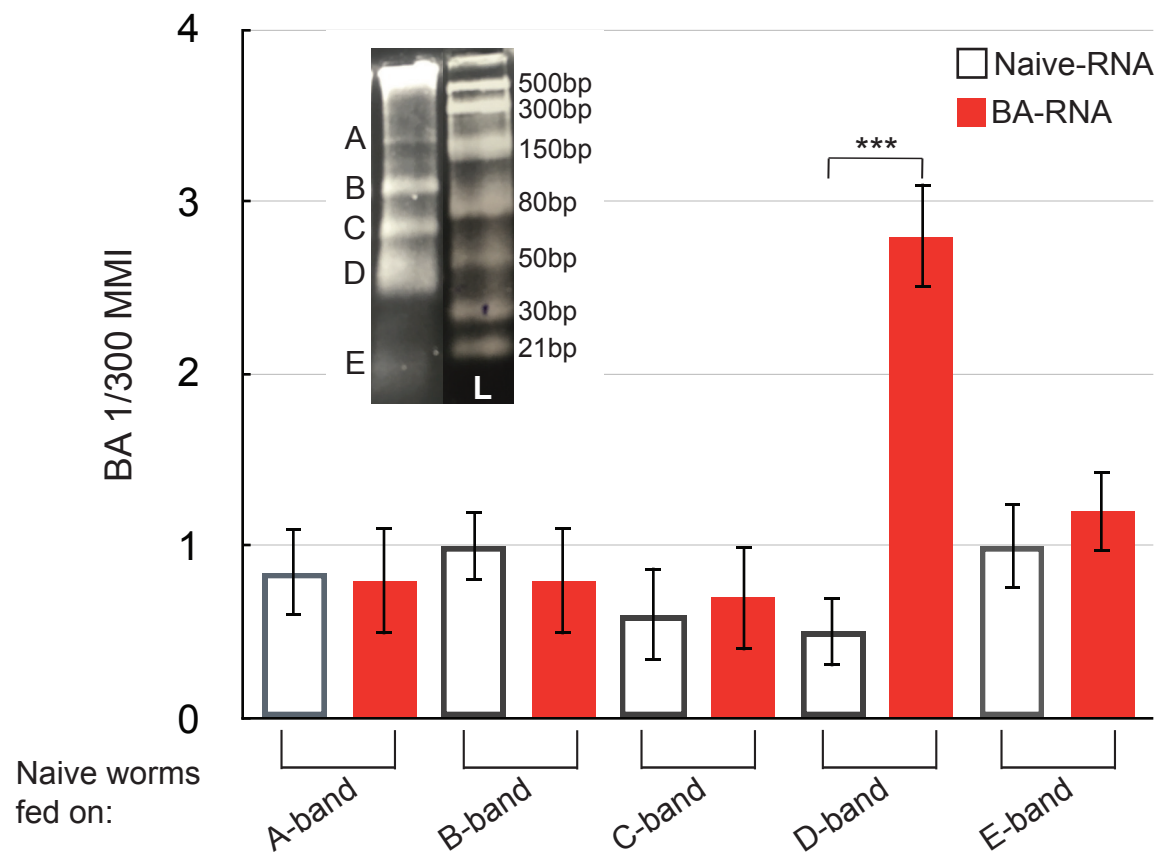 4
3
2
1
0
BA 1/300 MMI
Naive-RNA
BA-RNA
***
A
B
C
D
E
500bp
300bp
150bp
80bp
50bp
30bp
21bp
L
Naive worms
fed on:
A-band
B-band
C-band
D-band
E-band